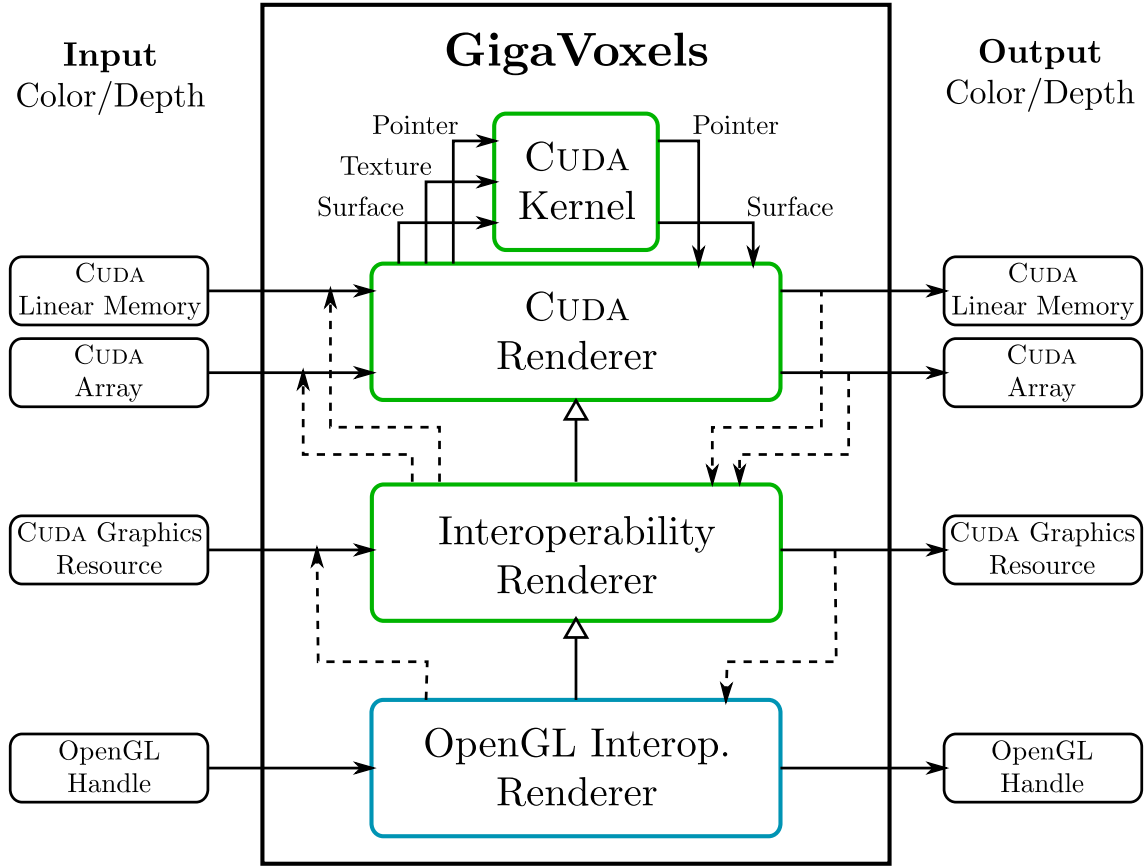 GigaVoxels
Input
Color/Depth
Output
Color/Depth
Pointer
Texture
Surface
CUDA
Kernel
Pointer
Surface
CUDA
Linear Memory
CUDA
Array
CUDA
Renderer
CUDA
Linear Memory
CUDA
Array
CUDA Graphics
Resource
Interoperability
Renderer
CUDA Graphics
Resource
OpenGL
Handle
OpenGL Interop.
Renderer
OpenGL
Handle